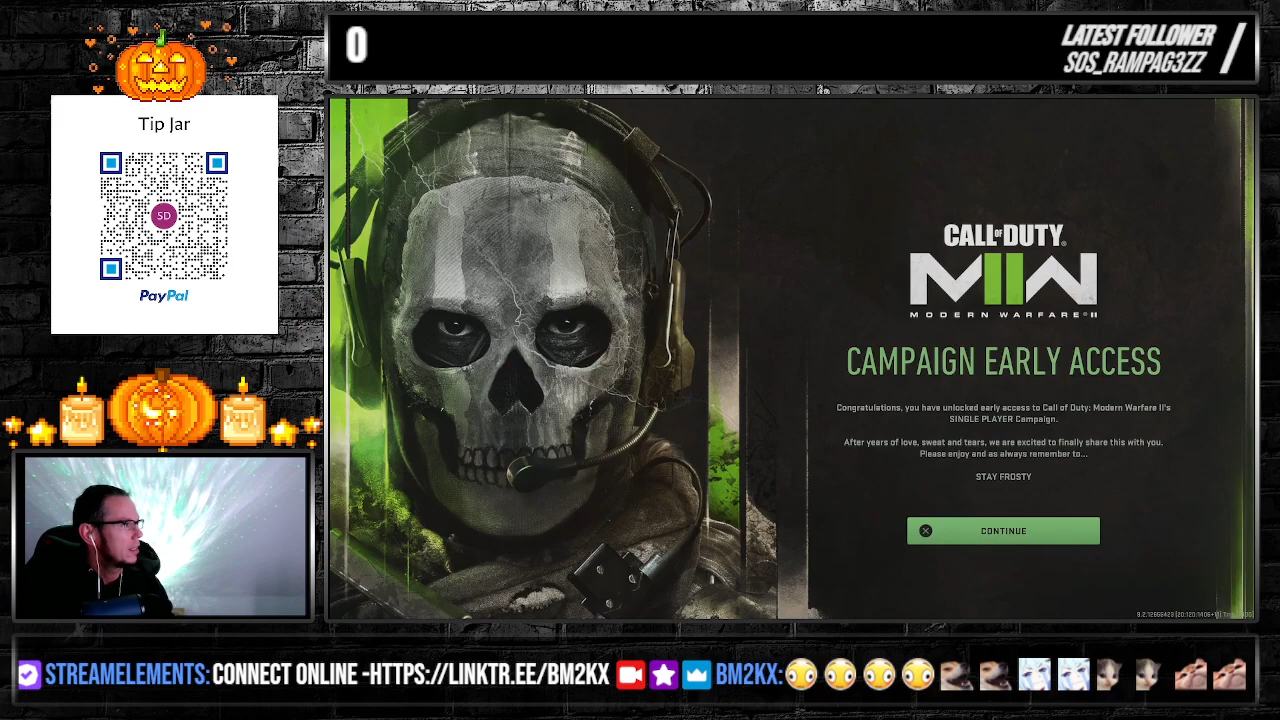 0
LATEST FOLLOWER
SOS_RAMPAG3ZZ
Tip Jar
SD
PayPal
CALL OF DUTY®
MIIW
MODERN WARFARE® II
CAMPAIGN EARLY ACCESS
Congratulations, you have unlocked early access to Call of Duty: Modern Warfare II's
SINGLE PLAYER Campaign.
After years of love, sweat and tears, we are excited to finally share this with you.
Please enjoy and as always remember to...
STAY FROSTY
CONTINUE
STREAMELEMENTS: CONNECT ONLINE -HTTPS://LINKTR.EE/BM2KX BM2KX: